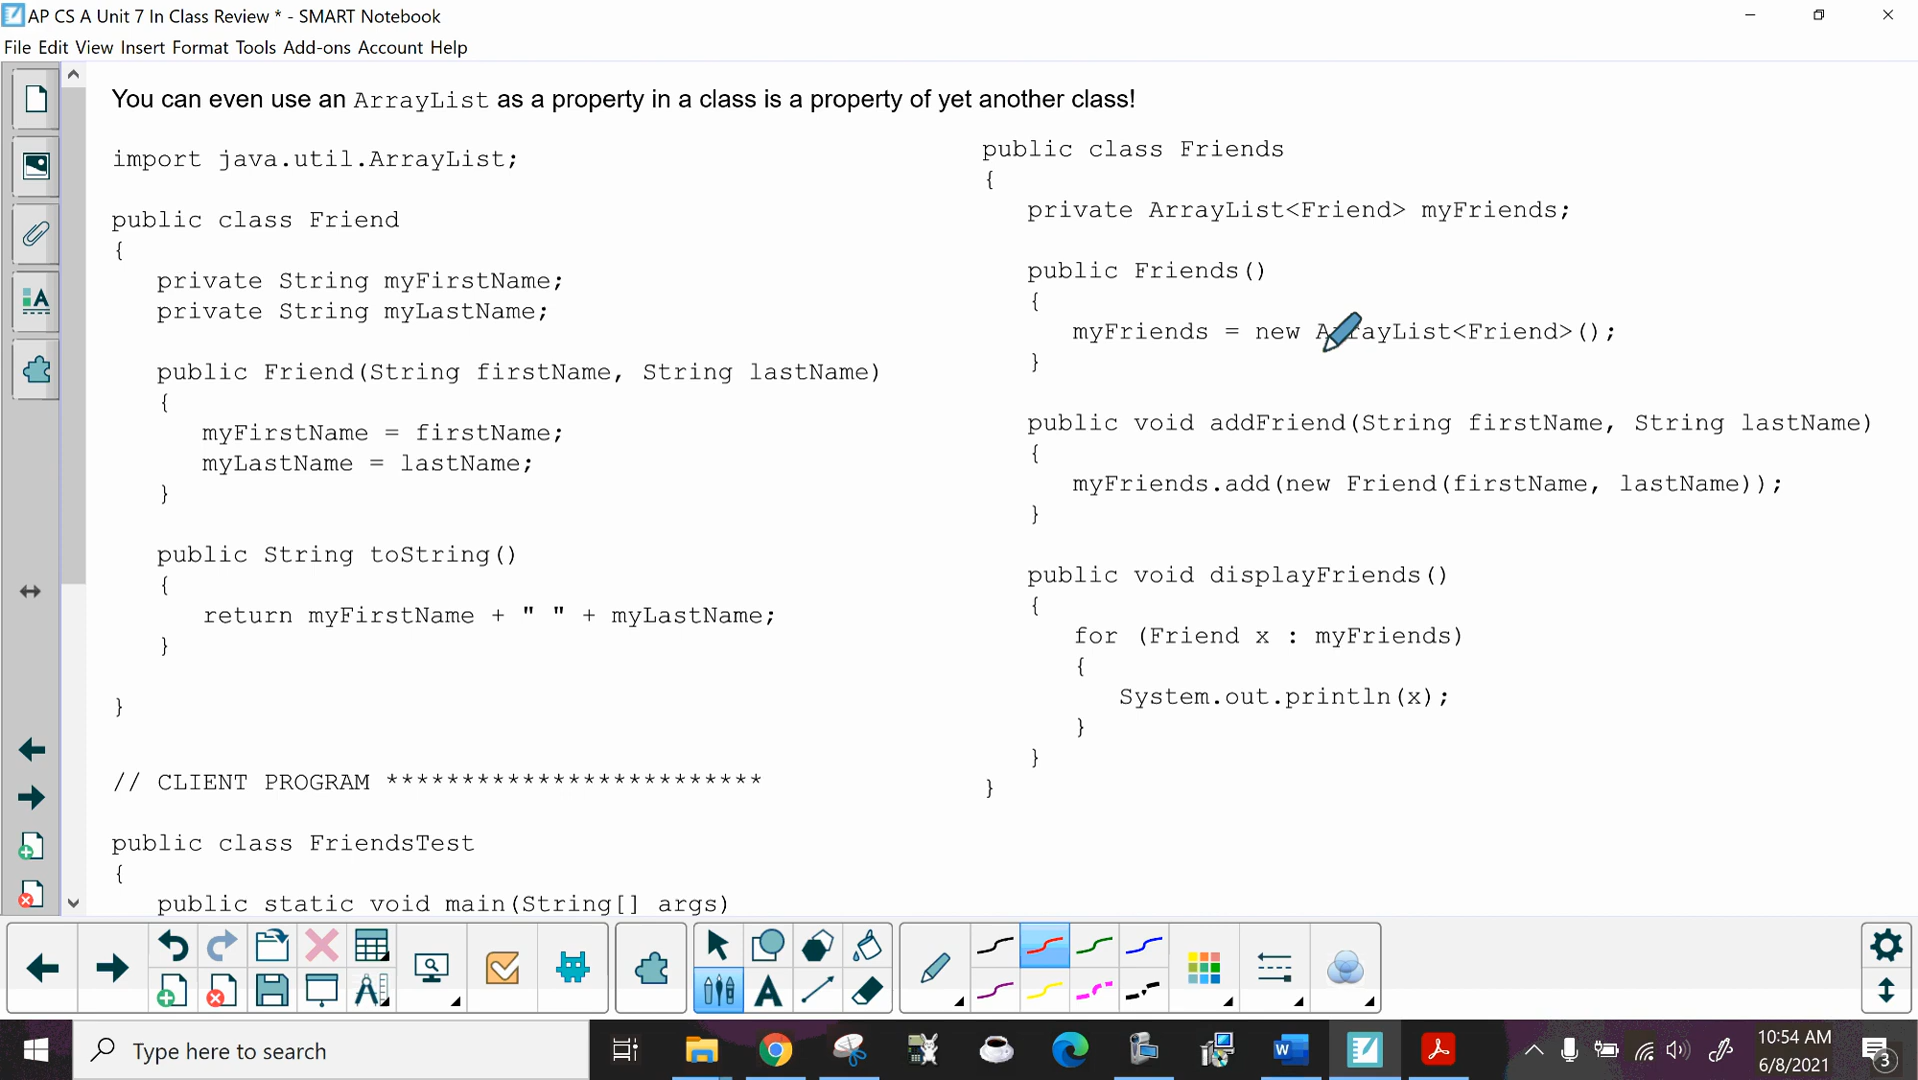 AP CS A Unit 7 In Class Review * - SMART Notebook
File Edit View Insert Format Tools Add-ons Account Help
You can even use an ArrayList as a property in a class is a property of yet another class!
import java.util.ArrayList;
public class Friend
{
private String myFirstName;
private String myLastName;
public Friend(String firstName, String lastName)
{
myFirstName = firstName;
myLastName = lastName;
}
public String toString()
{
return myFirstName + " " + myLastName;
}
}
// CLIENT PROGRAM *************************
public class FriendsTest
{
public static void main(String[] args)
public class Friends
{
private ArrayList<Friend> myFriends;
public Friends()
{
myFriends = new ArrayList<Friend>();
}
public void addFriend(String firstName, String lastName)
{
myFriends.add(new Friend(firstName, lastName));
}
public void displayFriends()
{
for (Friend x : myFriends)
{
System.out.println(x);
}
}
}
Type here to search
10:54 AM
6/8/2021
3